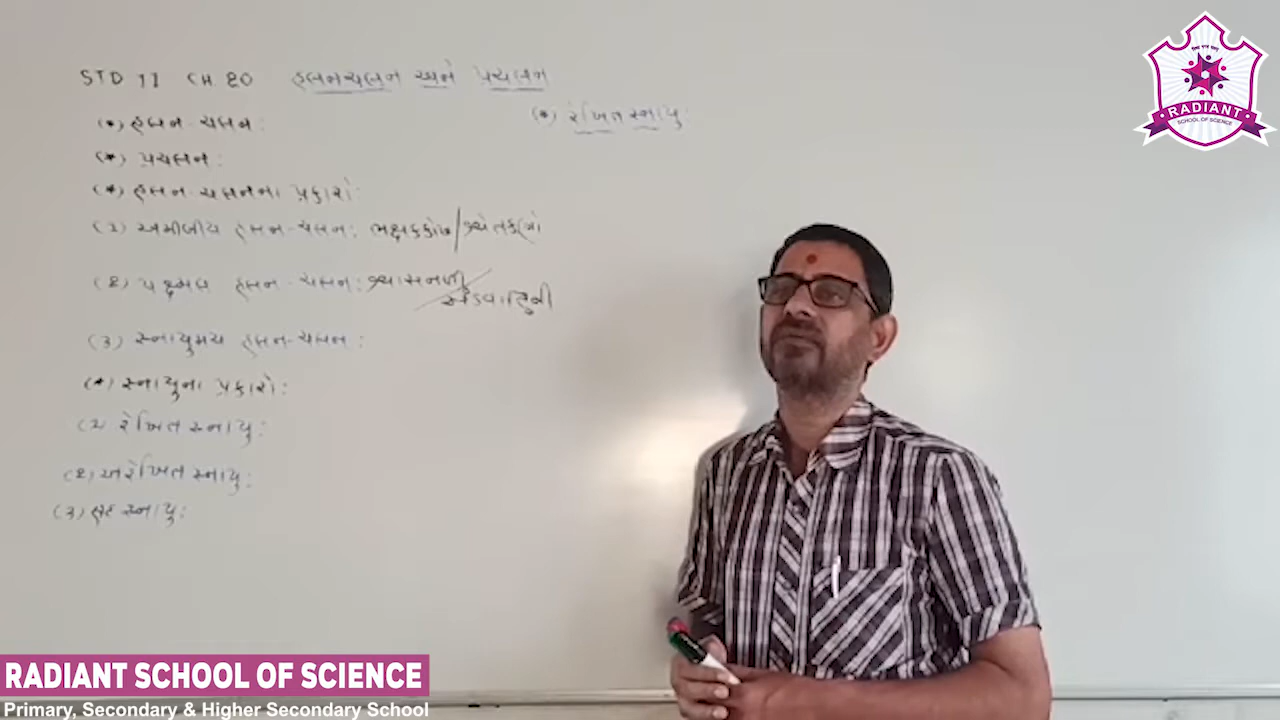 STD 11 CH. 20 હલનચલન અને પ્રચલન
(*) હલન-ચલન:
(*) પ્રચલન:
(*) હલન-ચલનના પ્રકારો:
(1) અમીબીય હલન-ચલન: ભક્ષકકોષ/શ્વેતકણો
(2) પક્ષ્મલ હલન-ચલન: શ્વાસનળી
અંડવાહિની
(3) સ્નાયુમય હલન-ચલન:
(*) સ્નાયુના પ્રકારો:
(1) રેખિત સ્નાયુ:
(2) અરેખિત સ્નાયુ:
(3) હૃદ સ્નાયુ:
(*) રેખિત સ્નાયુ:
RADIANT
SCHOOL OF SCIENCE
RADIANT SCHOOL OF SCIENCE
Primary, Secondary & Higher Secondary School